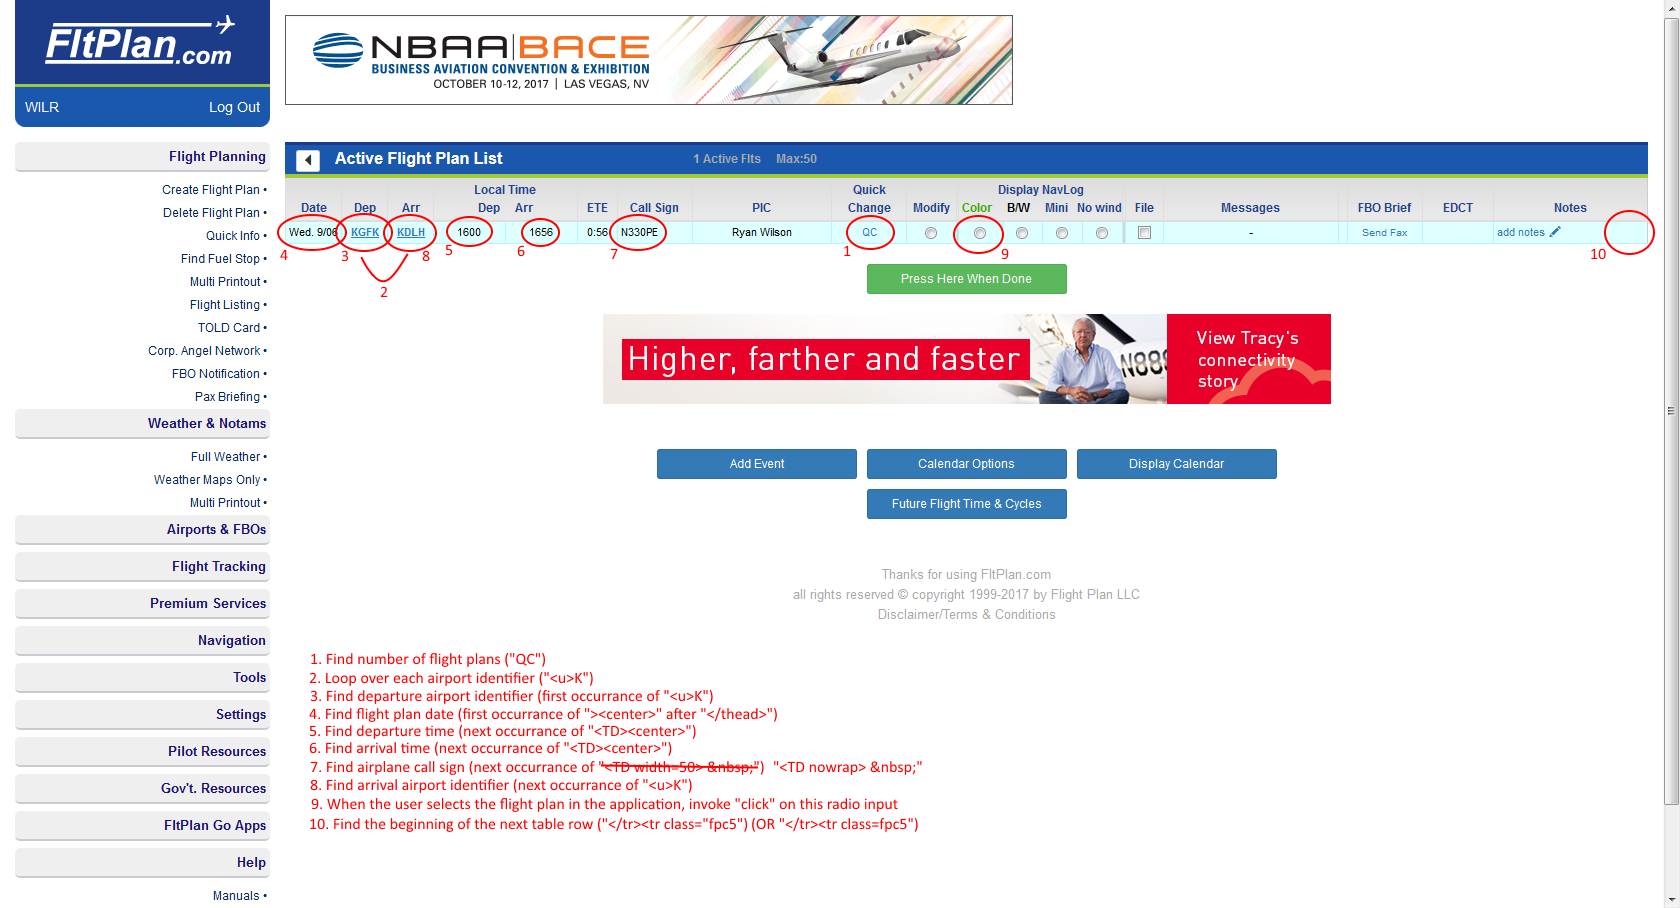 FltPlan.com
WILR Log Out
NBAA|BACE
BUSINESS AVIATION CONVENTION & EXHIBITION
OCTOBER 10-12, 2017 | LAS VEGAS, NV
Flight Planning
Create Flight Plan •
Delete Flight Plan •
Quick Info •
Find Fuel Stop •
Multi Printout •
Flight Listing •
TOLD Card •
Corp. Angel Network •
FBO Notification •
Pax Briefing •
Weather & Notams
Full Weather •
Weather Maps Only •
Multi Printout •
Airports & FBOs
Flight Tracking
Premium Services
Navigation
Tools
Settings
Pilot Resources
Gov't. Resources
FltPlan Go Apps
Help
Manuals •
Active Flight Plan List 1 Active Flts Max:50
Local Time Quick Display NavLog
Date Dep Arr Dep Arr ETE Call Sign PIC Change Modify Color B/W Mini No wind File Messages FBO Brief EDCT Notes
Wed. 9/06 KGFK KDLH 1600 1656 0:56 N330PE Ryan Wilson QC - Send Fax add notes
4 3 8 5 6 7 1 9 10
2
Press Here When Done
Higher, farther and faster
N888
View Tracy's
connectivity
story
Add Event Calendar Options Display Calendar
Future Flight Time & Cycles
Thanks for using FltPlan.com
all rights reserved © copyright 1999-2017 by Flight Plan LLC
Disclaimer/Terms & Conditions
1. Find number of flight plans ("QC")
2. Loop over each airport identifier ("<u>K")
3. Find departure airport identifier (first occurrance of "<u>K")
4. Find flight plan date (first occurrance of "><center>" after "</thead>")
5. Find departure time (next occurrance of "<TD><center>")
6. Find arrival time (next occurrance of "<TD><center>")
7. Find airplane call sign (next occurrance of "<TD width=50> &nbsp;") "<TD nowrap> &nbsp;"
8. Find arrival airport identifier (next occurrance of "<u>K")
9. When the user selects the flight plan in the application, invoke "click" on this radio input
10. Find the beginning of the next table row ("</tr><tr class="fpc5") (OR "</tr><tr class=fpc5")